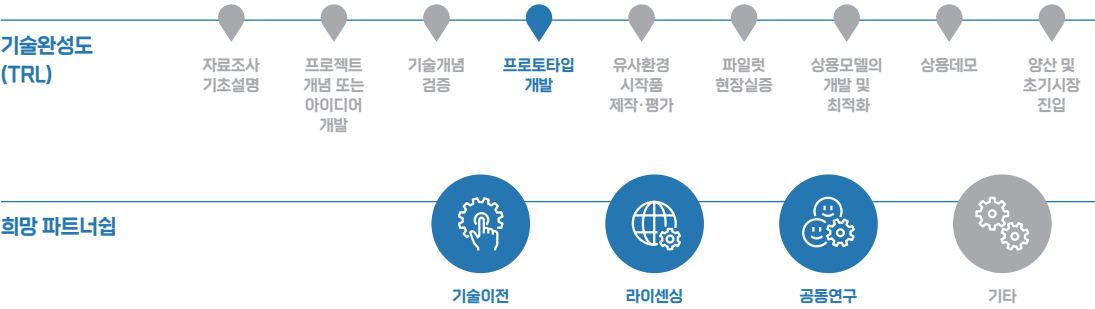 기술완성도
(TRL)
자료조사
기초설명
프로젝트
개념 또는
아이디어
개발
기술개념
검증
프로토타입
개발
유사환경
시작품
제작·평가
파일럿
현장실증
상용모델의
개발 및
최적화
상용데모
양산 및
초기시장
진입
희망 파트너쉽
기술이전
라이센싱
공동연구
기타